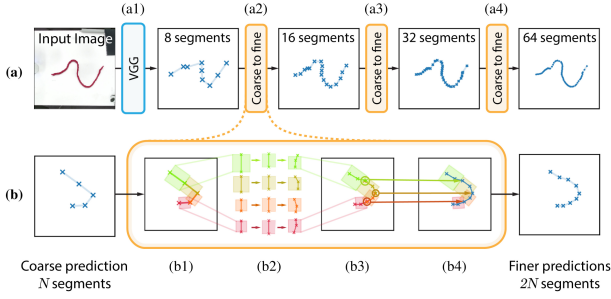 (a1) (a2) (a3) (a4)
Input Image VGG 8 segments Coarse to fine 16 segments Coarse to fine 32 segments Coarse to fine 64 segments
(a)
(b)
Coarse prediction (b1) (b2) (b3) (b4) Finer predictions
N segments 2N segments